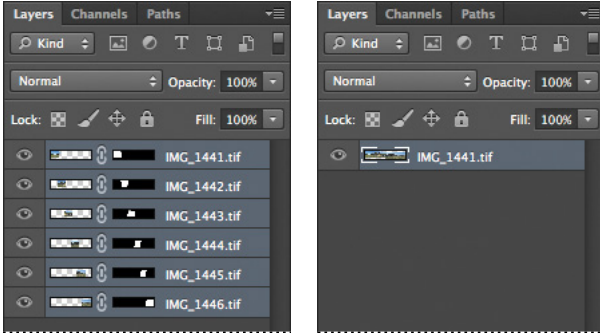 Layers Channels Paths
Kind
Normal Opacity: 100%
Lock: Fill: 100%
IMG_1441.tif
IMG_1442.tif
IMG_1443.tif
IMG_1444.tif
IMG_1445.tif
IMG_1446.tif
Layers Channels Paths
Kind
Normal Opacity: 100%
Lock: Fill: 100%
IMG_1441.tif